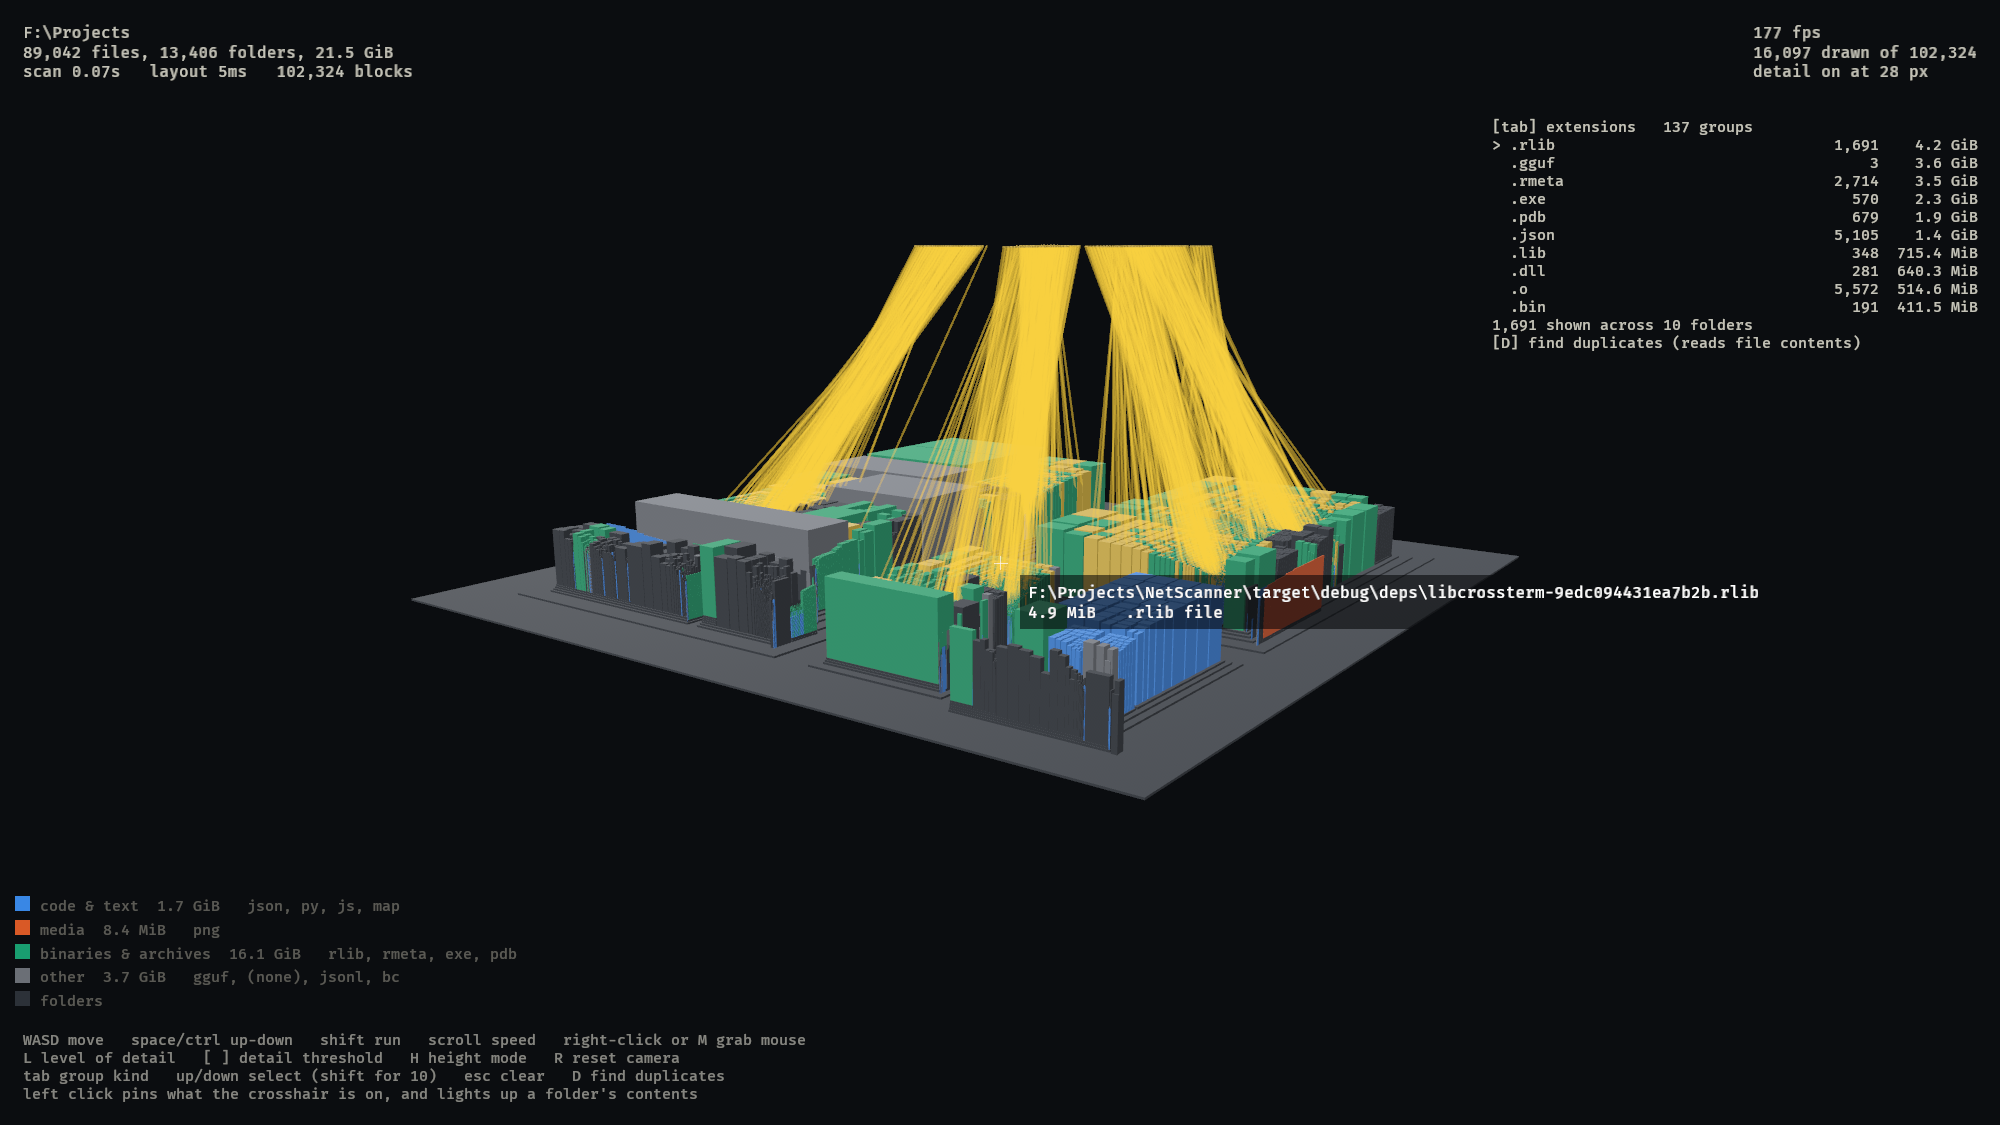 F:\Projects
89,042 files, 13,406 folders, 21.5 GiB
scan 0.07s   layout 5ms   102,324 blocks
177 fps
16,097 drawn of 102,324
detail on at 28 px
[tab] extensions   137 groups
> .rlib   1,691   4.2 GiB
.gguf   3   3.6 GiB
.rmeta   2,714   3.5 GiB
.exe   570   2.3 GiB
.pdb   679   1.9 GiB
.json   5,105   1.4 GiB
.lib   348   715.4 MiB
.dll   281   640.3 MiB
.o   5,572   514.6 MiB
.bin   191   411.5 MiB
1,691 shown across 10 folders
[D] find duplicates (reads file contents)
F:\Projects\NetScanner\target\debug\deps\libcrossterm-9edc094431ea7b2b.rlib
4.9 MiB   .rlib file
code & text  1.7 GiB   json, py, js, map
media  8.4 MiB   png
binaries & archives  16.1 GiB   rlib, rmeta, exe, pdb
other  3.7 GiB   gguf, (none), jsonl, bc
folders
WASD move   space/ctrl up-down   shift run   scroll speed   right-click or M grab mouse
L level of detail   [ ] detail threshold   H height mode   R reset camera
tab group kind   up/down select (shift for 10)   esc clear   D find duplicates
left click pins what the crosshair is on, and lights up a folder's contents